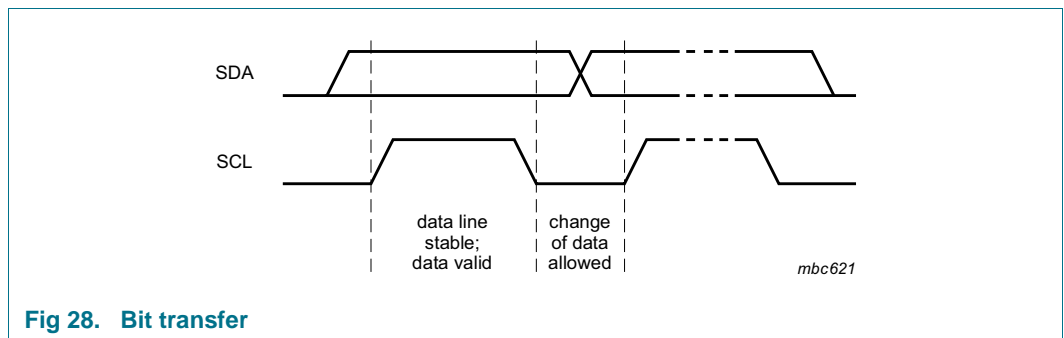 SDA
SCL
data line
stable;
data valid
change
of data
allowed
mbc621
Fig 28. Bit transfer